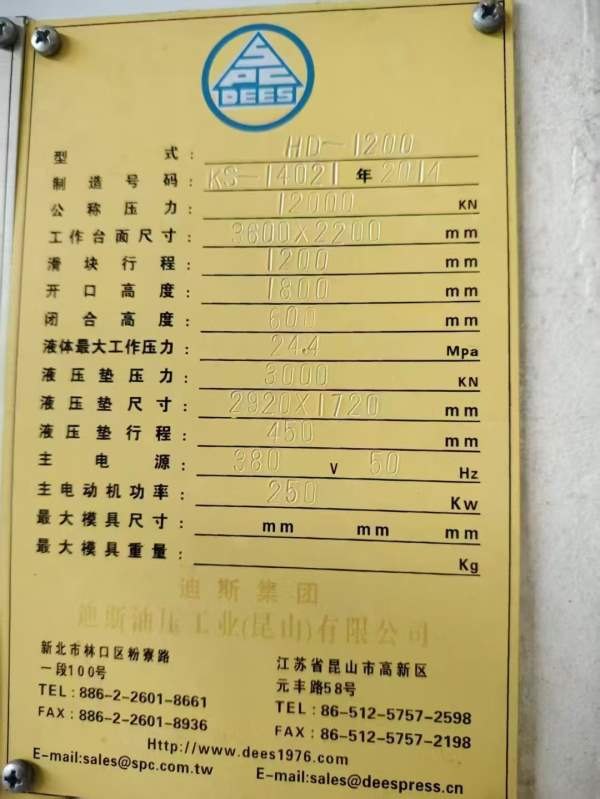 SPC
DEES
型式: HD-1200
制造号码: KS-14021 年 2014
公称压力: 12000 KN
工作台面尺寸: 3600X2200 mm
滑块行程: 1200 mm
开口高度: 1800 mm
闭合高度: 600 mm
液体最大工作压力: 24.4 Mpa
液压垫压力: 3000 KN
液压垫尺寸: 2920X1720 mm
液压垫行程: 450 mm
主电源: 380 V 50 Hz
主电动机功率: 250 Kw
最大模具尺寸: mm mm mm
最大模具重量: Kg
迪斯集团
迪斯油压工业(昆山)有限公司
新北市林口区粉寮路
一段100号
TEL: 886-2-2601-8661
FAX: 886-2-2601-8936
江苏省昆山市高新区
元丰路58号
TEL: 86-512-5757-2598
FAX: 86-512-5757-2198
Http://www.dees1976.com
E-mail:sales@spc.com.tw
E-mail:sales@deespress.cn